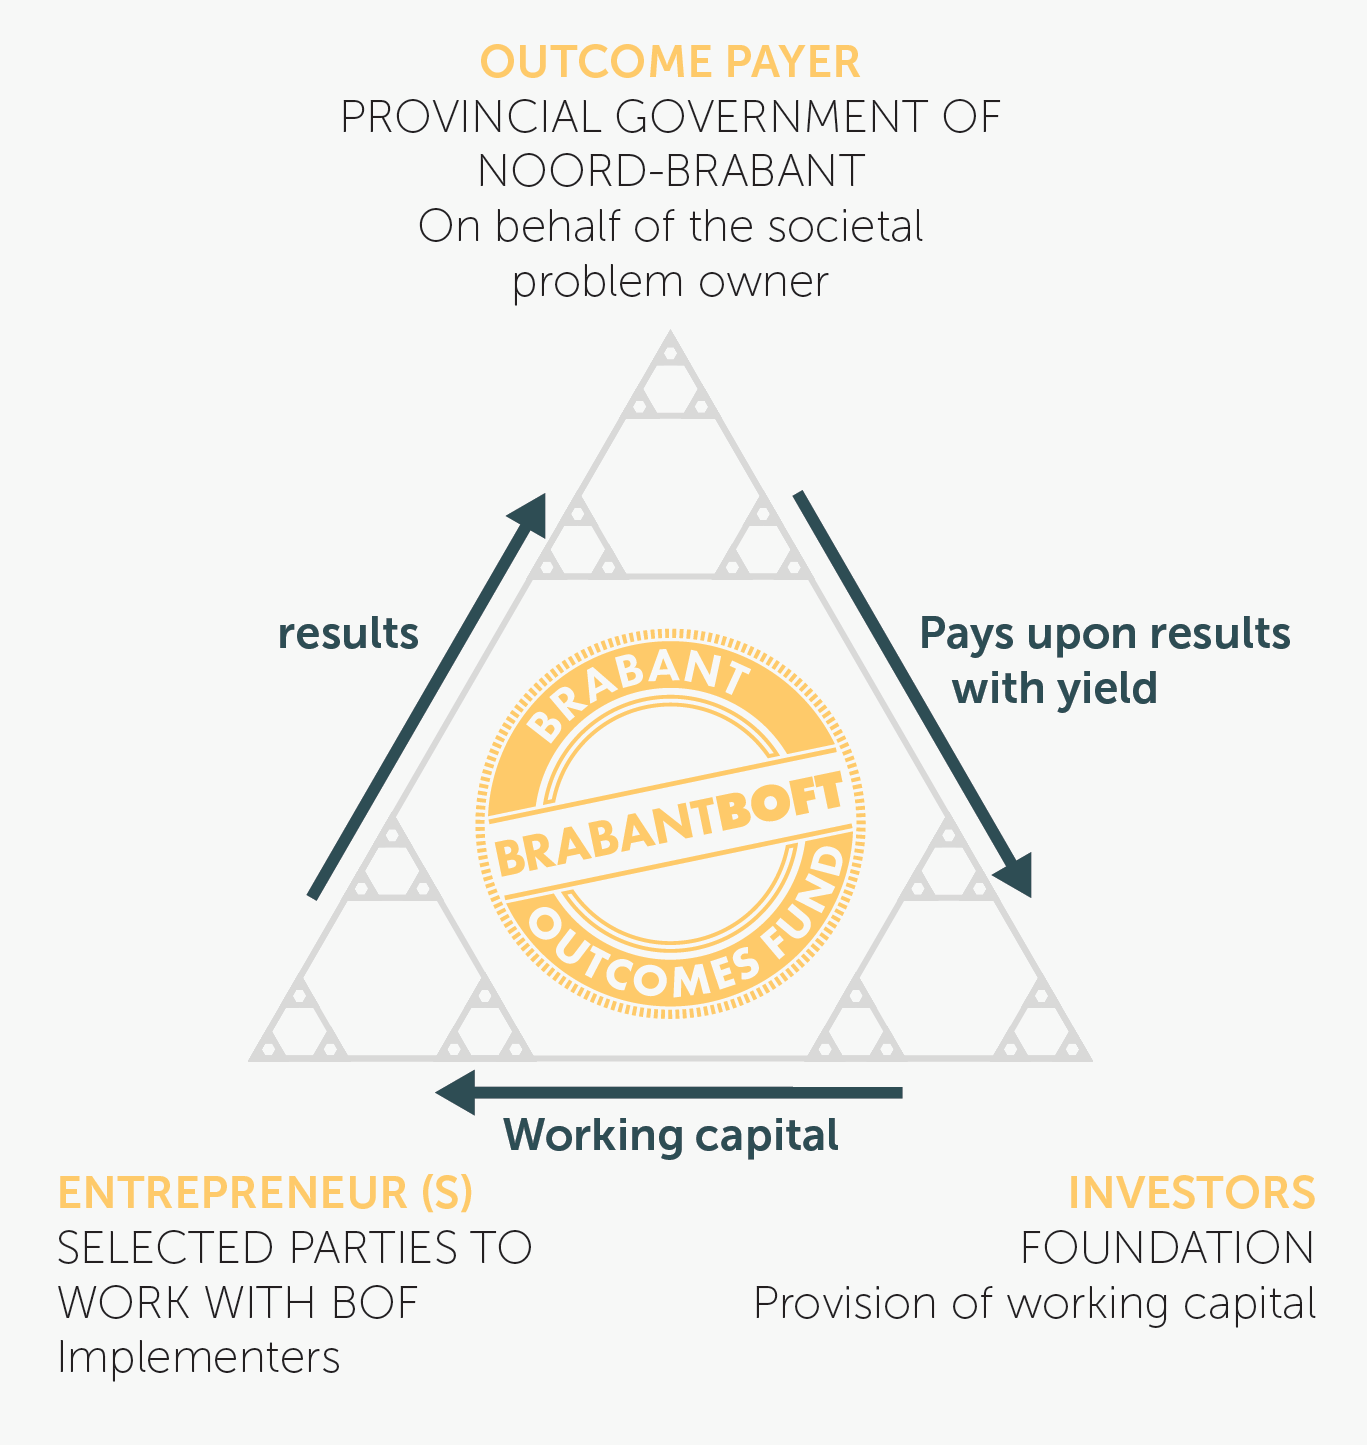 OUTCOME PAYER
PROVINCIAL GOVERNMENT OF
NOORD-BRABANT
On behalf of the societal
problem owner
results
Pays upon results
with yield
BRABANT
BRABANTBOFT
OUTCOMES FUND
Working capital
ENTREPRENEUR (S)
SELECTED PARTIES TO
WORK WITH BOF
Implementers
INVESTORS
FOUNDATION
Provision of working capital